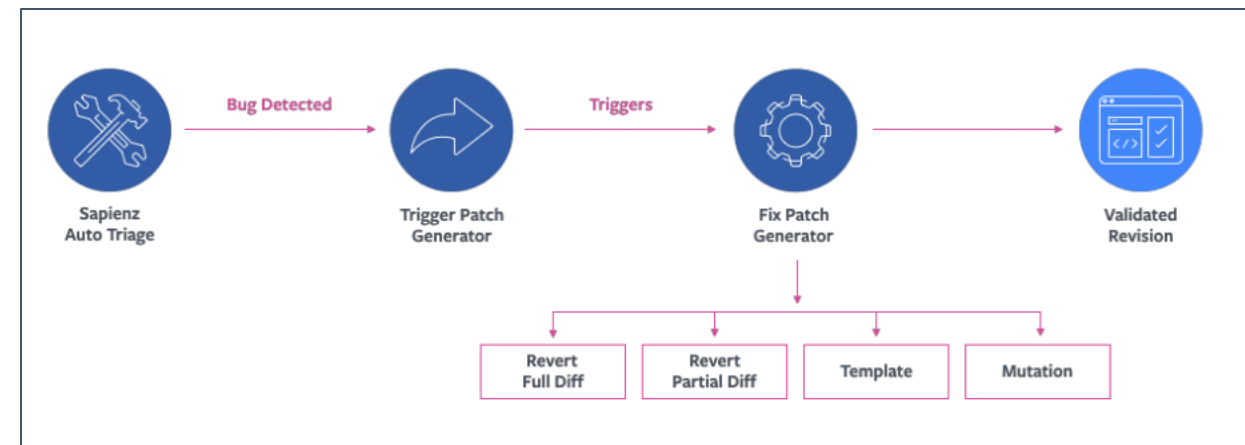 Bug Detected
Triggers
Sapienz
Auto Triage
Trigger Patch
Generator
Fix Patch
Generator
Validated
Revision
</>
Revert
Full Diff
Revert
Partial Diff
Template
Mutation